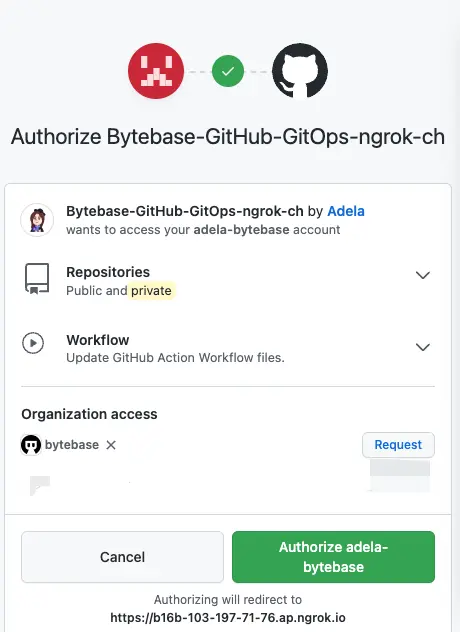 Authorize Bytebase-GitHub-GitOps-ngrok-ch
Bytebase-GitHub-GitOps-ngrok-ch by Adela
wants to access your adela-bytebase account
Repositories
Public and private
Workflow
Update GitHub Action Workflow files.
Organization access
bytebase
Request
Cancel
Authorize adela-
bytebase
Authorizing will redirect to
https://b16b-103-197-71-76.ap.ngrok.io